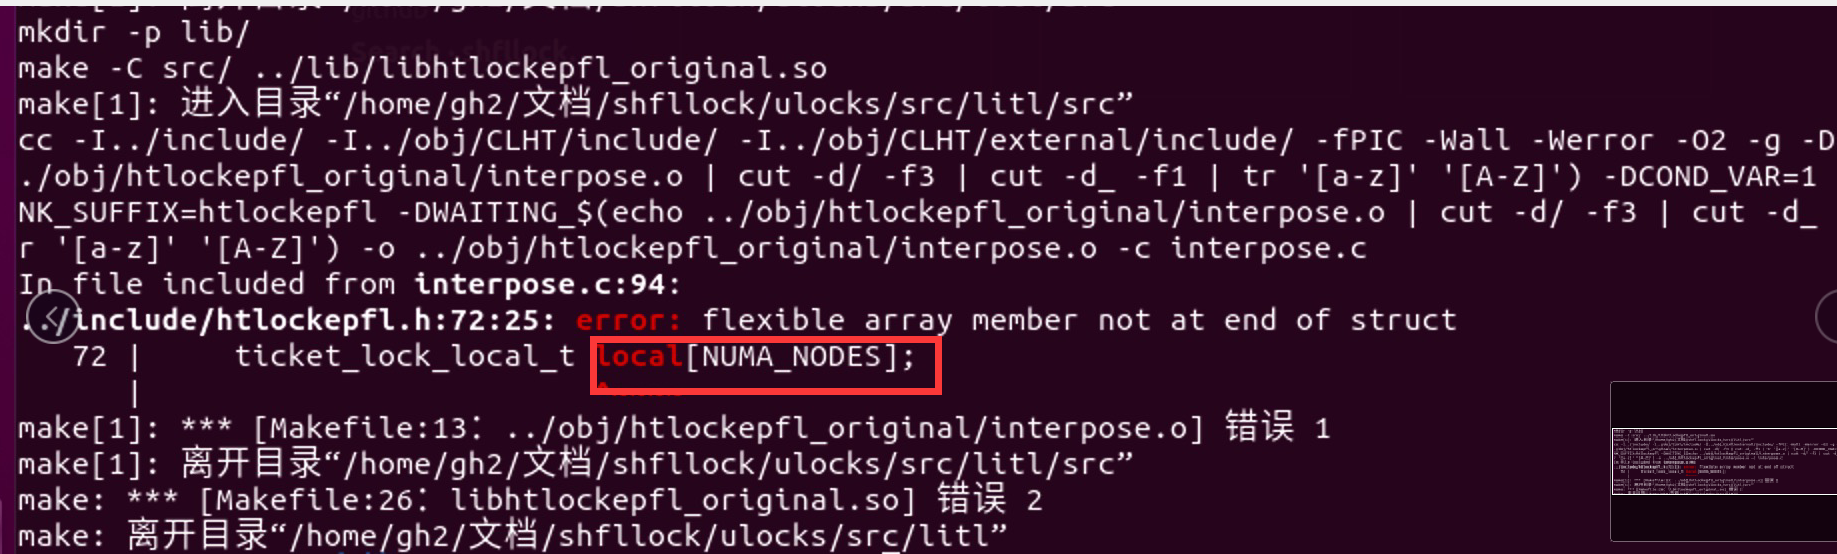 mkdir -p lib/
make -C src/ ../lib/libhtlockepfl_original.so
make[1]: 进入目录“/home/gh2/文档/shfllock/ulocks/src/litl/src”
cc -I../include/ -I../obj/CLHT/include/ -I../obj/CLHT/external/include/ -fPIC -Wall -Werror -O2 -g -D
./obj/htlockepfl_original/interpose.o | cut -d/ -f3 | cut -d_ -f1 | tr '[a-z]' '[A-Z]') -DCOND_VAR=1
NK_SUFFIX=htlockepfl -DWAITING_$(echo ../obj/htlockepfl_original/interpose.o | cut -d/ -f3 | cut -d_
r '[a-z]' '[A-Z]') -o ../obj/htlockepfl_original/interpose.o -c interpose.c
In file included from interpose.c:94:
../include/htlockepfl.h:72:25: error: flexible array member not at end of struct
72 | ticket_lock_local_t local[NUMA_NODES];
|
make[1]: *** [Makefile:13：../obj/htlockepfl_original/interpose.o] 错误 1
make[1]: 离开目录“/home/gh2/文档/shfllock/ulocks/src/litl/src”
make: *** [Makefile:26：libhtlockepfl_original.so] 错误 2
make: 离开目录“/home/gh2/文档/shfllock/ulocks/src/litl”